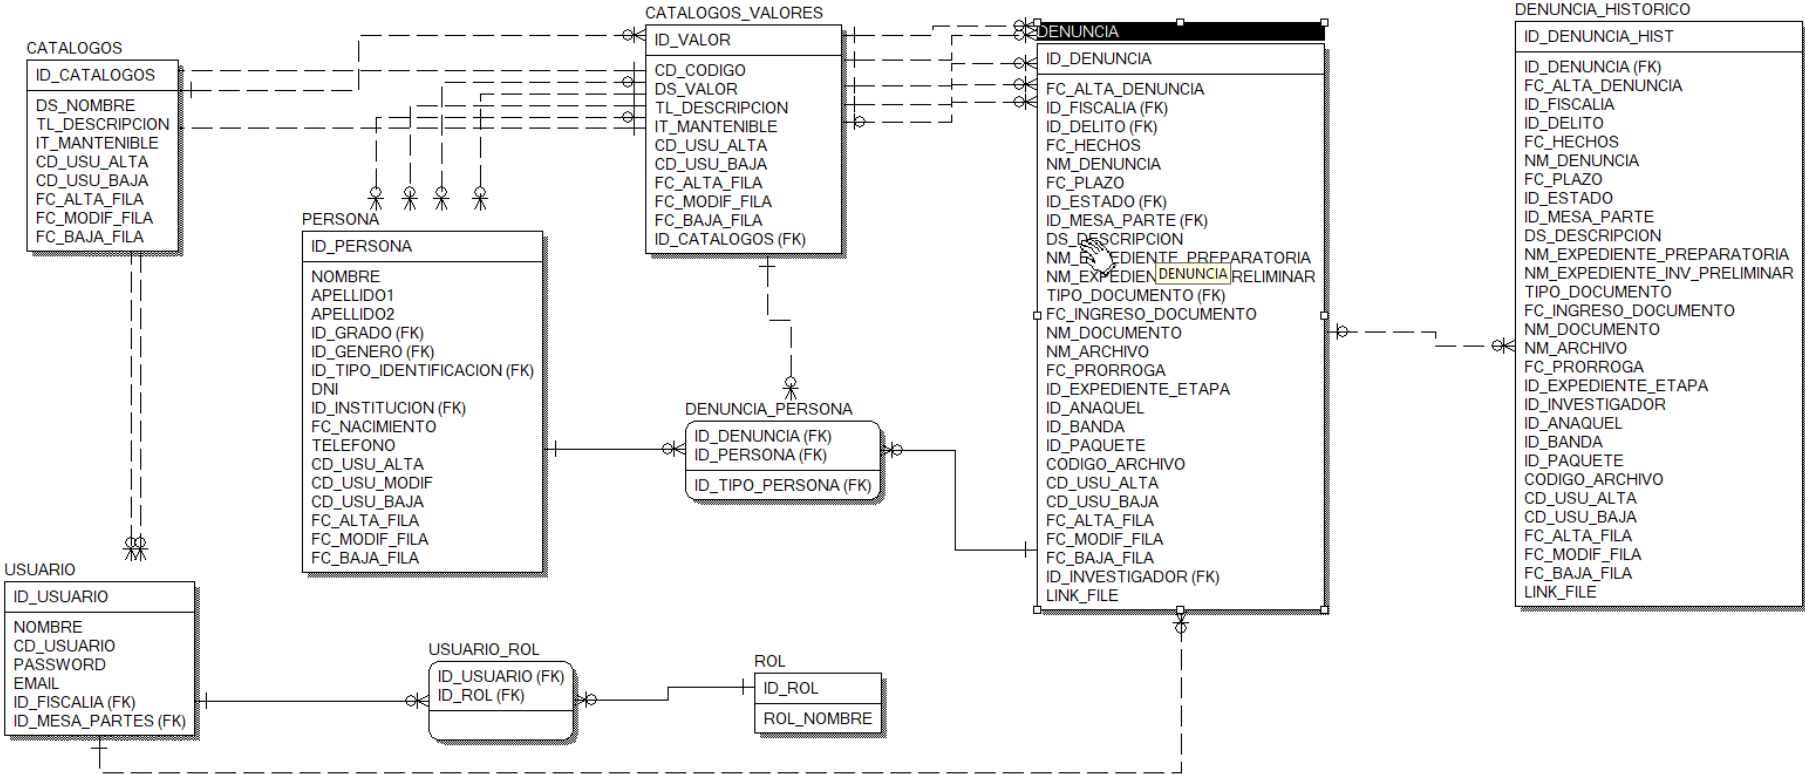 CATALOGOS
ID_CATALOGOS
DS_NOMBRE
TL_DESCRIPCION
IT_MANTENIBLE
CD_USU_ALTA
CD_USU_BAJA
FC_ALTA_FILA
FC_MODIF_FILA
FC_BAJA_FILA
CATALOGOS_VALORES
ID_VALOR
CD_CODIGO
DS_VALOR
TL_DESCRIPCION
IT_MANTENIBLE
CD_USU_ALTA
CD_USU_BAJA
FC_ALTA_FILA
FC_MODIF_FILA
FC_BAJA_FILA
ID_CATALOGOS (FK)
DENUNCIA
ID_DENUNCIA
FC_ALTA_DENUNCIA
ID_FISCALIA (FK)
ID_DELITO (FK)
FC_HECHOS
NM_DENUNCIA
FC_PLAZO
ID_ESTADO (FK)
ID_MESA_PARTE (FK)
DS_DESCRIPCION
NM_EXPEDIENTE_PREPARATORIA
NM_EXPEDIEN RELIMINAR
DENUNCIA
TIPO_DOCUMENTO (FK)
FC_INGRESO_DOCUMENTO
NM_DOCUMENTO
NM_ARCHIVO
FC_PRORROGA
ID_EXPEDIENTE_ETAPA
ID_ANAQUEL
ID_BANDA
ID_PAQUETE
CODIGO_ARCHIVO
CD_USU_ALTA
CD_USU_BAJA
FC_ALTA_FILA
FC_MODIF_FILA
FC_BAJA_FILA
ID_INVESTIGADOR (FK)
LINK_FILE
DENUNCIA_HISTORICO
ID_DENUNCIA_HIST
ID_DENUNCIA (FK)
FC_ALTA_DENUNCIA
ID_FISCALIA
ID_DELITO
FC_HECHOS
NM_DENUNCIA
FC_PLAZO
ID_ESTADO
ID_MESA_PARTE
DS_DESCRIPCION
NM_EXPEDIENTE_PREPARATORIA
NM_EXPEDIENTE_INV_PRELIMINAR
TIPO_DOCUMENTO
FC_INGRESO_DOCUMENTO
NM_DOCUMENTO
NM_ARCHIVO
FC_PRORROGA
ID_EXPEDIENTE_ETAPA
ID_INVESTIGADOR
ID_ANAQUEL
ID_BANDA
ID_PAQUETE
CODIGO_ARCHIVO
CD_USU_ALTA
CD_USU_BAJA
FC_ALTA_FILA
FC_MODIF_FILA
FC_BAJA_FILA
LINK_FILE
PERSONA
ID_PERSONA
NOMBRE
APELLIDO1
APELLIDO2
ID_GRADO (FK)
ID_GENERO (FK)
ID_TIPO_IDENTIFICACION (FK)
DNI
ID_INSTITUCION (FK)
FC_NACIMIENTO
TELEFONO
CD_USU_ALTA
CD_USU_MODIF
CD_USU_BAJA
FC_ALTA_FILA
FC_MODIF_FILA
FC_BAJA_FILA
DENUNCIA_PERSONA
ID_DENUNCIA (FK)
ID_PERSONA (FK)
ID_TIPO_PERSONA (FK)
USUARIO
ID_USUARIO
NOMBRE
CD_USUARIO
PASSWORD
EMAIL
ID_FISCALIA (FK)
ID_MESA_PARTES (FK)
USUARIO_ROL
ID_USUARIO (FK)
ID_ROL (FK)
ROL
ID_ROL
ROL_NOMBRE